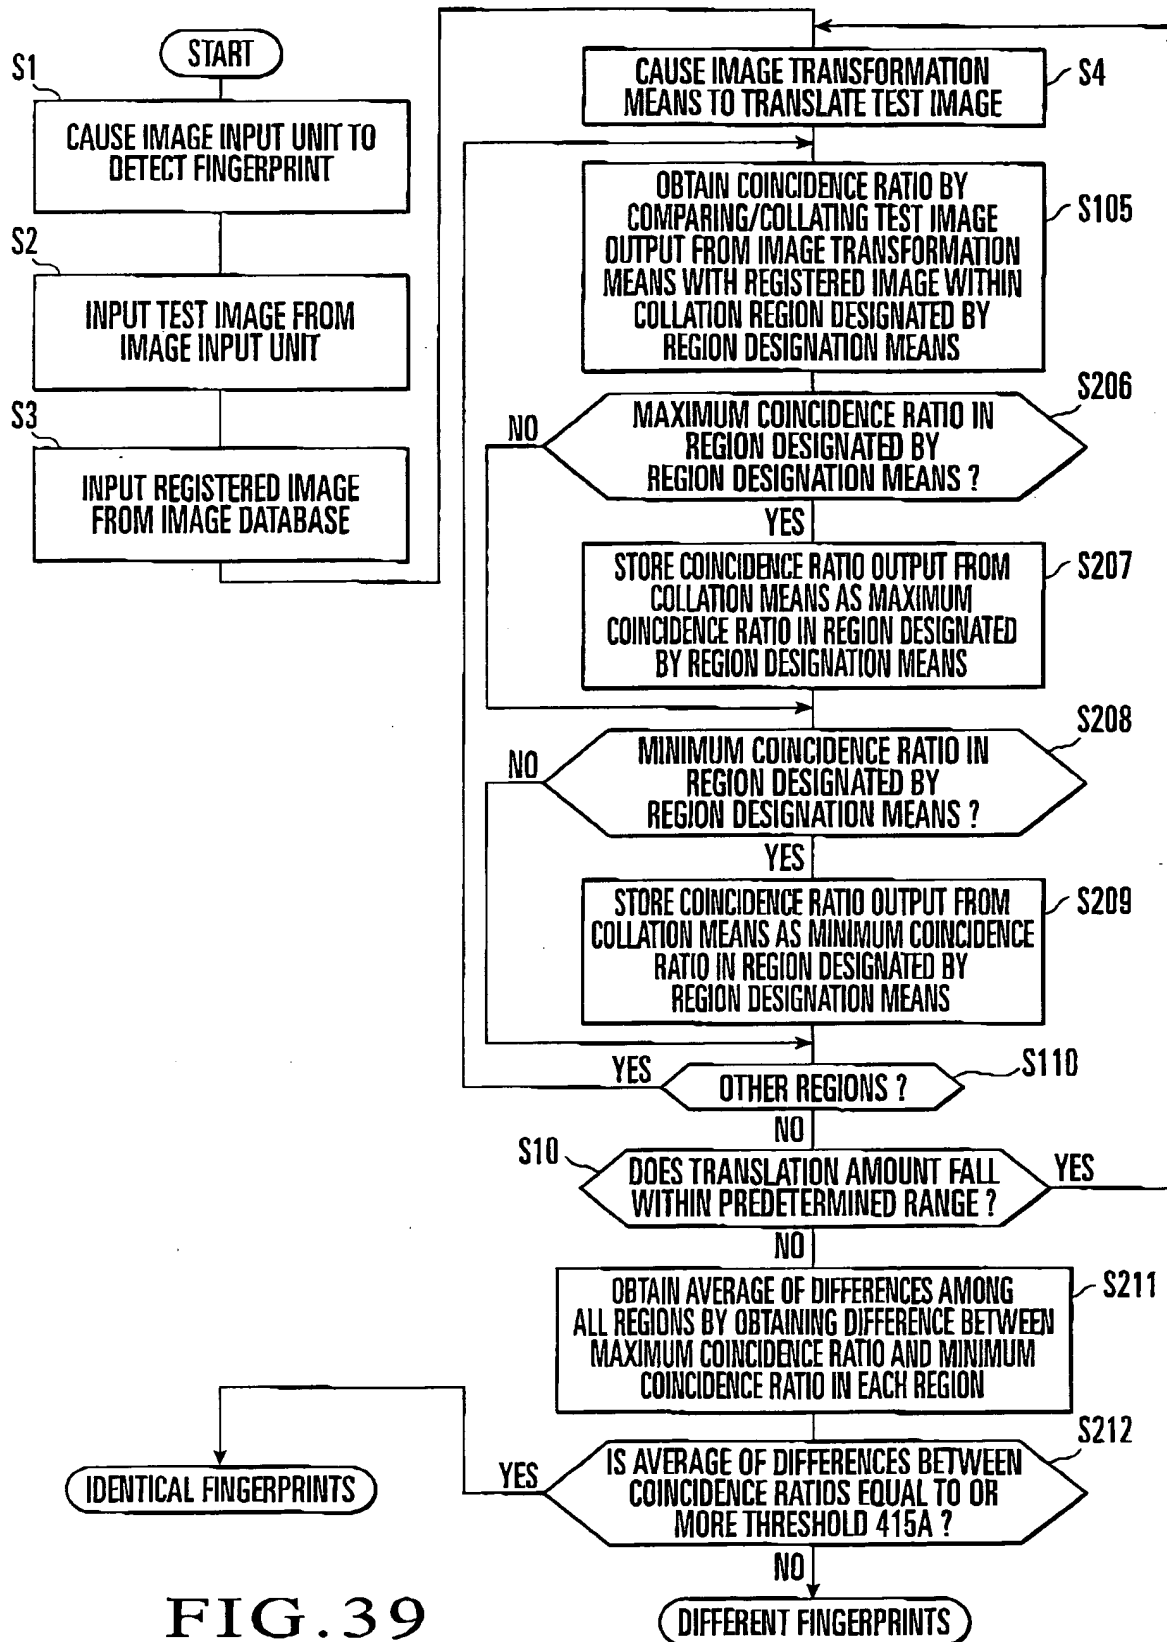 START
S1
CAUSE IMAGE INPUT UNIT TO
DETECT FINGERPRINT
S2
INPUT TEST IMAGE FROM
IMAGE INPUT UNIT
S3
INPUT REGISTERED IMAGE
FROM IMAGE DATABASE
CAUSE IMAGE TRANSFORMATION
MEANS TO TRANSLATE TEST IMAGE
S4
OBTAIN COINCIDENCE RATIO BY
COMPARING/COLLATING TEST IMAGE
OUTPUT FROM IMAGE TRANSFORMATION
MEANS WITH REGISTERED IMAGE WITHIN
COLLATION REGION DESIGNATED BY
REGION DESIGNATION MEANS
S105
MAXIMUM COINCIDENCE RATIO IN
REGION DESIGNATED BY
REGION DESIGNATION MEANS ?
S206
NO
YES
STORE COINCIDENCE RATIO OUTPUT FROM
COLLATION MEANS AS MAXIMUM
COINCIDENCE RATIO IN REGION DESIGNATED
BY REGION DESIGNATION MEANS
S207
MINIMUM COINCIDENCE RATIO IN
REGION DESIGNATED BY
REGION DESIGNATION MEANS ?
S208
NO
YES
STORE COINCIDENCE RATIO OUTPUT FROM
COLLATION MEANS AS MINIMUM COINCIDENCE
RATIO IN REGION DESIGNATED BY
REGION DESIGNATION MEANS
S209
YES
OTHER REGIONS ?
S110
NO
S10
DOES TRANSLATION AMOUNT FALL
WITHIN PREDETERMINED RANGE ?
YES
NO
OBTAIN AVERAGE OF DIFFERENCES AMONG
ALL REGIONS BY OBTAINING DIFFERENCE BETWEEN
MAXIMUM COINCIDENCE RATIO AND MINIMUM
COINCIDENCE RATIO IN EACH REGION
S211
IS AVERAGE OF DIFFERENCES BETWEEN
COINCIDENCE RATIOS EQUAL TO OR
MORE THRESHOLD 415A ?
S212
YES
IDENTICAL FINGERPRINTS
NO
DIFFERENT FINGERPRINTS
FIG.39